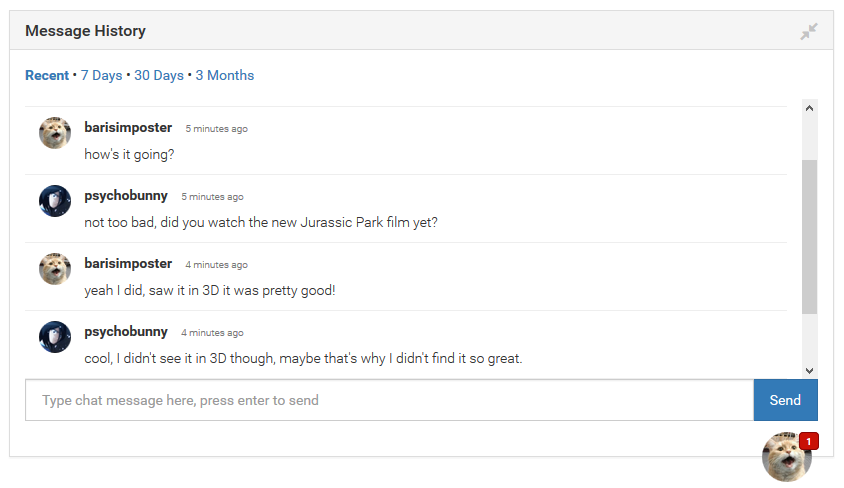 Message History
Recent • 7 Days • 30 Days • 3 Months
barisimposter 5 minutes ago
how's it going?
psychobunny 5 minutes ago
not too bad, did you watch the new Jurassic Park film yet?
barisimposter 4 minutes ago
yeah I did, saw it in 3D it was pretty good!
psychobunny 4 minutes ago
cool, I didn't see it in 3D though, maybe that's why I didn't find it so great.
Type chat message here, press enter to send Send
1